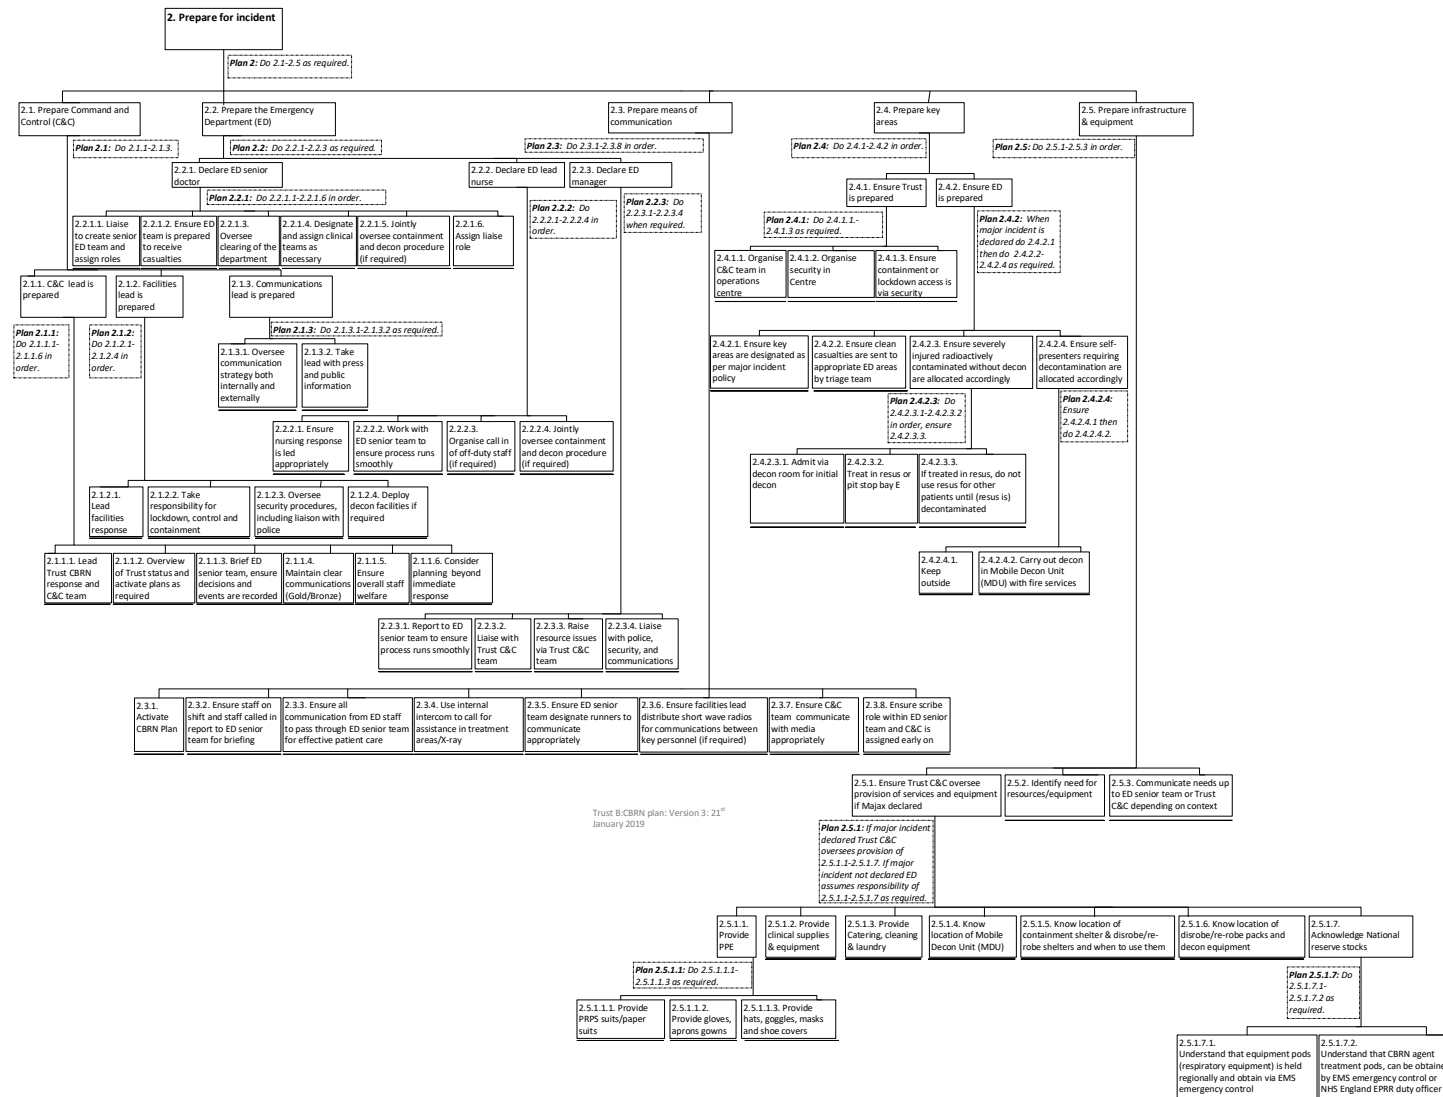 2. Prepare for incident
Plan 2: Do 2.1-2.5 as required.
2.1. Prepare Command and
Control (C&C)
2.2. Prepare the Emergency
Department (ED)
2.3. Prepare means of
communication
2.4. Prepare key
areas
2.5. Prepare infrastructure
& equipment
Plan 2.1: Do 2.1.1-2.1.3.
Plan 2.2: Do 2.2.1-2.2.3 as required.
Plan 2.3: Do 2.3.1-2.3.8 in order.
Plan 2.4: Do 2.4.1-2.4.2 in order.
Plan 2.5: Do 2.5.1-2.5.3 in order.
2.2.1. Declare ED senior
doctor
2.2.2. Declare ED lead
nurse
2.2.3. Declare ED
manager
2.4.1. Ensure Trust
is prepared
2.4.2. Ensure ED
is prepared
Plan 2.2.1: Do 2.2.1.1-2.2.1.6 in order.
Plan 2.2.2: Do
2.2.2.1-2.2.2.4 in
order.
Plan 2.2.3: Do
2.2.3.1-2.2.3.4
when required.
Plan 2.4.1: Do 2.4.1.1.-
2.4.1.3 as required.
Plan 2.4.2: When
major incident is
declared do 2.4.2.1
then do 2.4.2.2-
2.4.2.4 as required.
2.2.1.1. Liaise
to create senior
ED team and
assign roles
2.2.1.2. Ensure ED
team is prepared
to receive
casualties
2.2.1.3.
Oversee
clearing of the
department
2.2.1.4. Designate
and assign clinical
teams as
necessary
2.2.1.5. Jointly
oversee containment
and decon procedure
(if required)
2.2.1.6.
Assign liaise
role
2.4.1.1. Organise
C&C team in
operations
centre
2.4.1.2. Organise
security in
Centre
2.4.1.3. Ensure
containment or
lockdown access is
via security
2.1.1. C&C lead is
prepared
2.1.2. Facilities
lead is
prepared
2.1.3. Communications
lead is prepared
Plan 2.1.1:
Do 2.1.1.1-
2.1.1.6 in
order.
Plan 2.1.2:
Do 2.1.2.1-
2.1.2.4 in
order.
Plan 2.1.3: Do 2.1.3.1-2.1.3.2 as required.
2.1.3.1. Oversee
communication
strategy both
internally and
externally
2.1.3.2. Take
lead with press
and public
information
2.4.2.1. Ensure key
areas are designated as
per major incident
policy
2.4.2.2. Ensure clean
casualties are sent to
appropriate ED areas
by triage team
2.4.2.3. Ensure severely
injured radioactively
contaminated without decon
are allocated accordingly
2.4.2.4. Ensure self-
presenters requiring
decontamination are
allocated accordingly
Plan 2.4.2.3: Do
2.4.2.3.1-2.4.2.3.2
in order, ensure
2.4.2.3.3.
Plan 2.4.2.4:
Ensure
2.4.2.4.1 then
do 2.4.2.4.2.
2.2.2.1. Ensure
nursing response
is led
appropriately
2.2.2.2. Work with
ED senior team to
ensure process runs
smoothly
2.2.2.3.
Organise call in
of off-duty staff
(if required)
2.2.2.4. Jointly
oversee containment
and decon procedure
(if required)
2.4.2.3.1. Admit via
decon room for initial
decon
2.4.2.3.2.
Treat in resus or
pit stop bay E
2.4.2.3.3.
If treated in resus, do not
use resus for other
patients until (resus is)
decontaminated
2.1.2.1.
Lead
facilities
response
2.1.2.2. Take
responsibility for
lockdown, control and
containment
2.1.2.3. Oversee
security procedures,
including liaison with
police
2.1.2.4. Deploy
decon facilities if
required
2.1.1.1. Lead
Trust CBRN
response and
C&C team
2.1.1.2. Overview
of Trust status and
activate plans as
required
2.1.1.3. Brief ED
senior team, ensure
decisions and
events are recorded
2.1.1.4.
Maintain clear
communications
(Gold/Bronze)
2.1.1.5.
Ensure
overall staff
welfare
2.1.1.6. Consider
planning beyond
immediate
response
2.4.2.4.1.
Keep
outside
2.4.2.4.2. Carry out decon
in Mobile Decon Unit
(MDU) with fire services
2.2.3.1. Report to ED
senior team to ensure
process runs smoothly
2.2.3.2.
Liaise with
Trust C&C
team
2.2.3.3. Raise
resource issues
via Trust C&C
team
2.2.3.4. Liaise
with police,
security, and
communications
2.3.1.
Activate
CBRN Plan
2.3.2. Ensure staff on
shift and staff called in
report to ED senior
team for briefing
2.3.3. Ensure all
communication from ED staff
to pass through ED senior team
for effective patient care
2.3.4. Use internal
intercom to call for
assistance in treatment
areas/X-ray
2.3.5. Ensure ED senior
team designate runners to
communicate
appropriately
2.3.6. Ensure facilities lead
distribute short wave radios
for communications between
key personnel (if required)
2.3.7. Ensure C&C
team communicate
with media
appropriately
2.3.8. Ensure scribe
role within ED senior
team and C&C is
assigned early on
2.5.1. Ensure Trust C&C oversee
provision of services and equipment
if Majax declared
2.5.2. Identify need for
resources/equipment
2.5.3. Communicate needs up
to ED senior team or Trust
C&C depending on context
Trust B:CBRN plan: Version 3: 21st
January 2019
Plan 2.5.1: If major incident
declared Trust C&C
oversees provision of
2.5.1.1-2.5.1.7. If major
incident not declared ED
assumes responsibility of
2.5.1.1-2.5.1.7 as required.
2.5.1.1.
Provide
PPE
2.5.1.2. Provide
clinical supplies
& equipment
2.5.1.3. Provide
Catering, cleaning
& laundry
2.5.1.4. Know
location of Mobile
Decon Unit (MDU)
2.5.1.5. Know location of
containment shelter & disrobe/re-
robe shelters and when to use them
2.5.1.6. Know location of
disrobe/re-robe packs and
decon equipment
2.5.1.7.
Acknowledge National
reserve stocks
Plan 2.5.1.1: Do 2.5.1.1.1-
2.5.1.1.3 as required.
Plan 2.5.1.7: Do
2.5.1.7.1-
2.5.1.7.2 as
required.
2.5.1.1.1. Provide
PRPS suits/paper
suits
2.5.1.1.2.
Provide gloves,
aprons gowns
2.5.1.1.3. Provide
hats, goggles, masks
and shoe covers
2.5.1.7.1.
Understand that equipment pods
(respiratory equipment) is held
regionally and obtain via EMS
emergency control
2.5.1.7.2.
Understand that CBRN agent
treatment pods, can be obtaine
by EMS emergency control or
NHS England EPRR duty officer